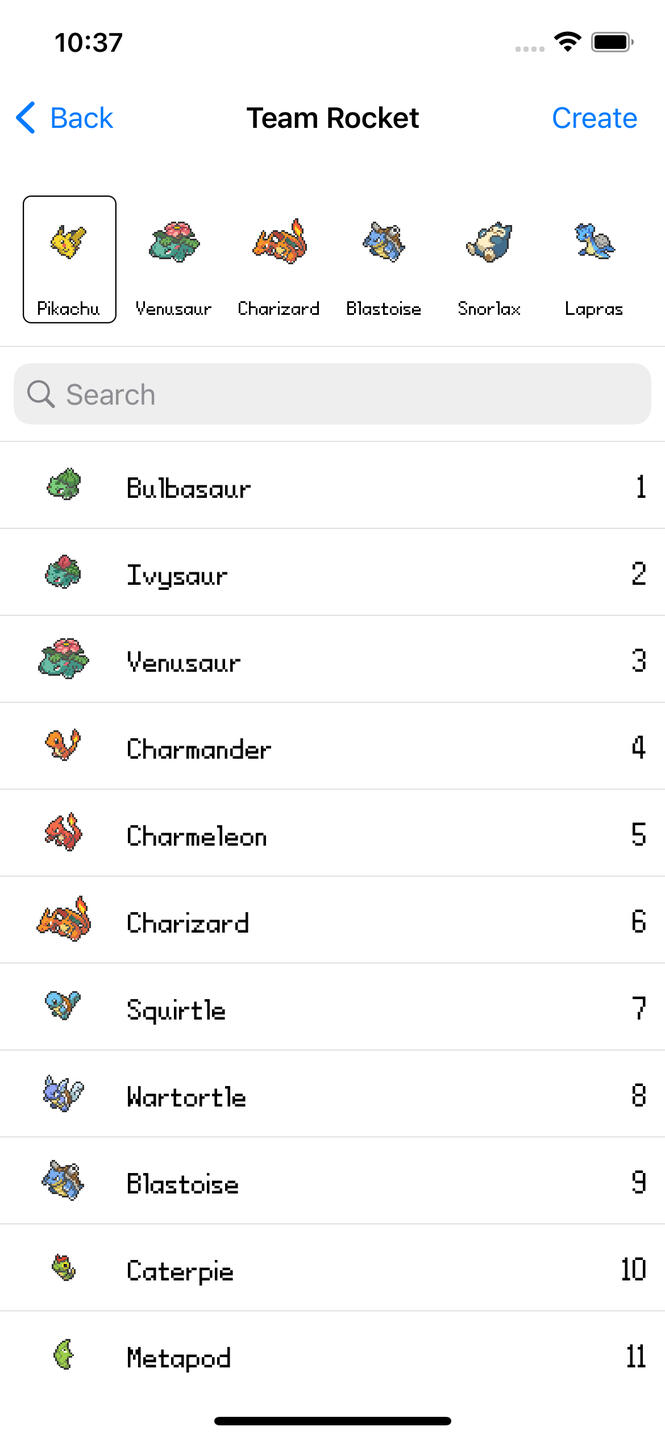 10:37
Back Team Rocket Create
Pikachu Venusaur Charizard Blastoise Snorlax Lapras
Search
Bulbasaur 1
Ivysaur 2
Venusaur 3
Charmander 4
Charmeleon 5
Charizard 6
Squirtle 7
Wartortle 8
Blastoise 9
Caterpie 10
Metapod 11